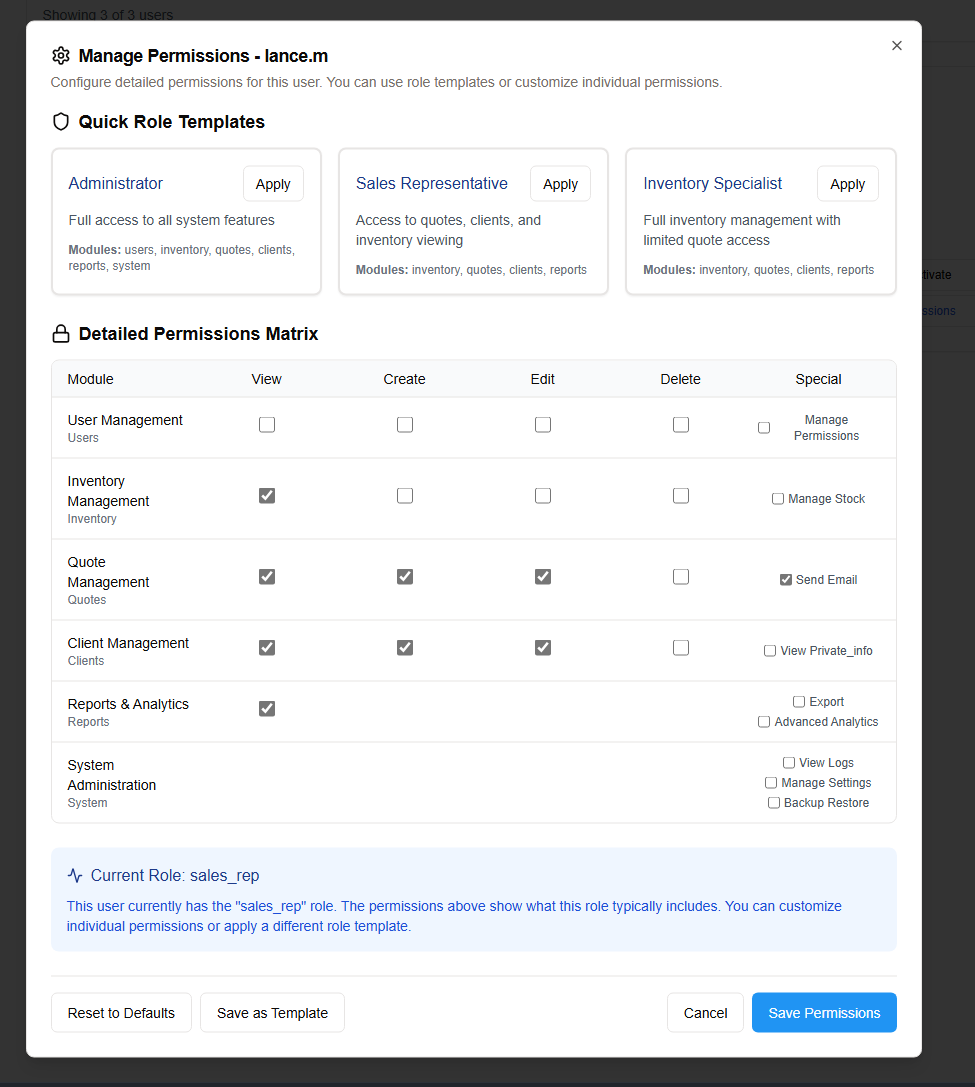 Showing 3 of 3 users
Manage Permissions - lance.m
Configure detailed permissions for this user. You can use role templates or customize individual permissions.
Quick Role Templates
Administrator
Apply
Full access to all system features
Modules: users, inventory, quotes, clients,
reports, system
Sales Representative
Apply
Access to quotes, clients, and
inventory viewing
Modules: inventory, quotes, clients, reports
Inventory Specialist
Apply
Full inventory management with
limited quote access
Modules: inventory, quotes, clients, reports
tivate
ssions
Detailed Permissions Matrix
Module View Create Edit Delete Special
User Management
Users
Manage
Permissions
Inventory
Management
Inventory
Manage Stock
Quote
Management
Quotes
Send Email
Client Management
Clients
View Private_info
Reports & Analytics
Reports
Export
Advanced Analytics
System
Administration
System
View Logs
Manage Settings
Backup Restore
Current Role: sales_rep
This user currently has the "sales_rep" role. The permissions above show what this role typically includes. You can customize
individual permissions or apply a different role template.
Reset to Defaults Save as Template Cancel Save Permissions